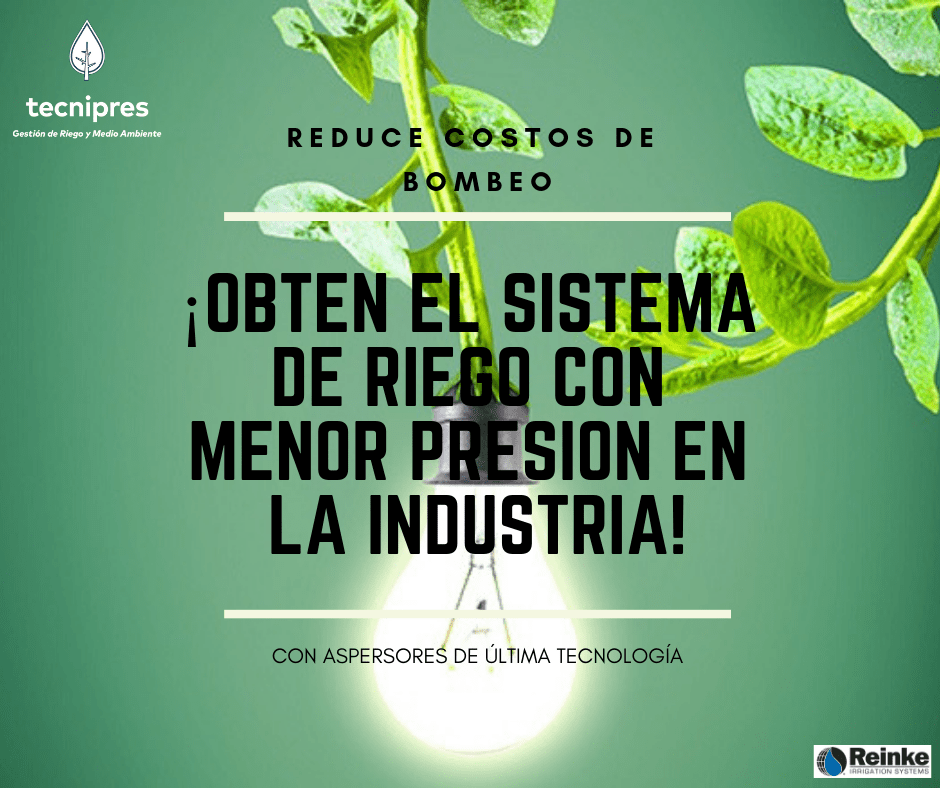 tecnipres
Gestión de Riego y Medio Ambiente
REDUCE COSTOS DE
BOMBEO
¡OBTEN EL SISTEMA
DE RIEGO CON
MENOR PRESION EN
LA INDUSTRIA!
CON ASPERSORES DE ÚLTIMA TECNOLOGÍA
Reinke
IRRIGATION SYSTEMS